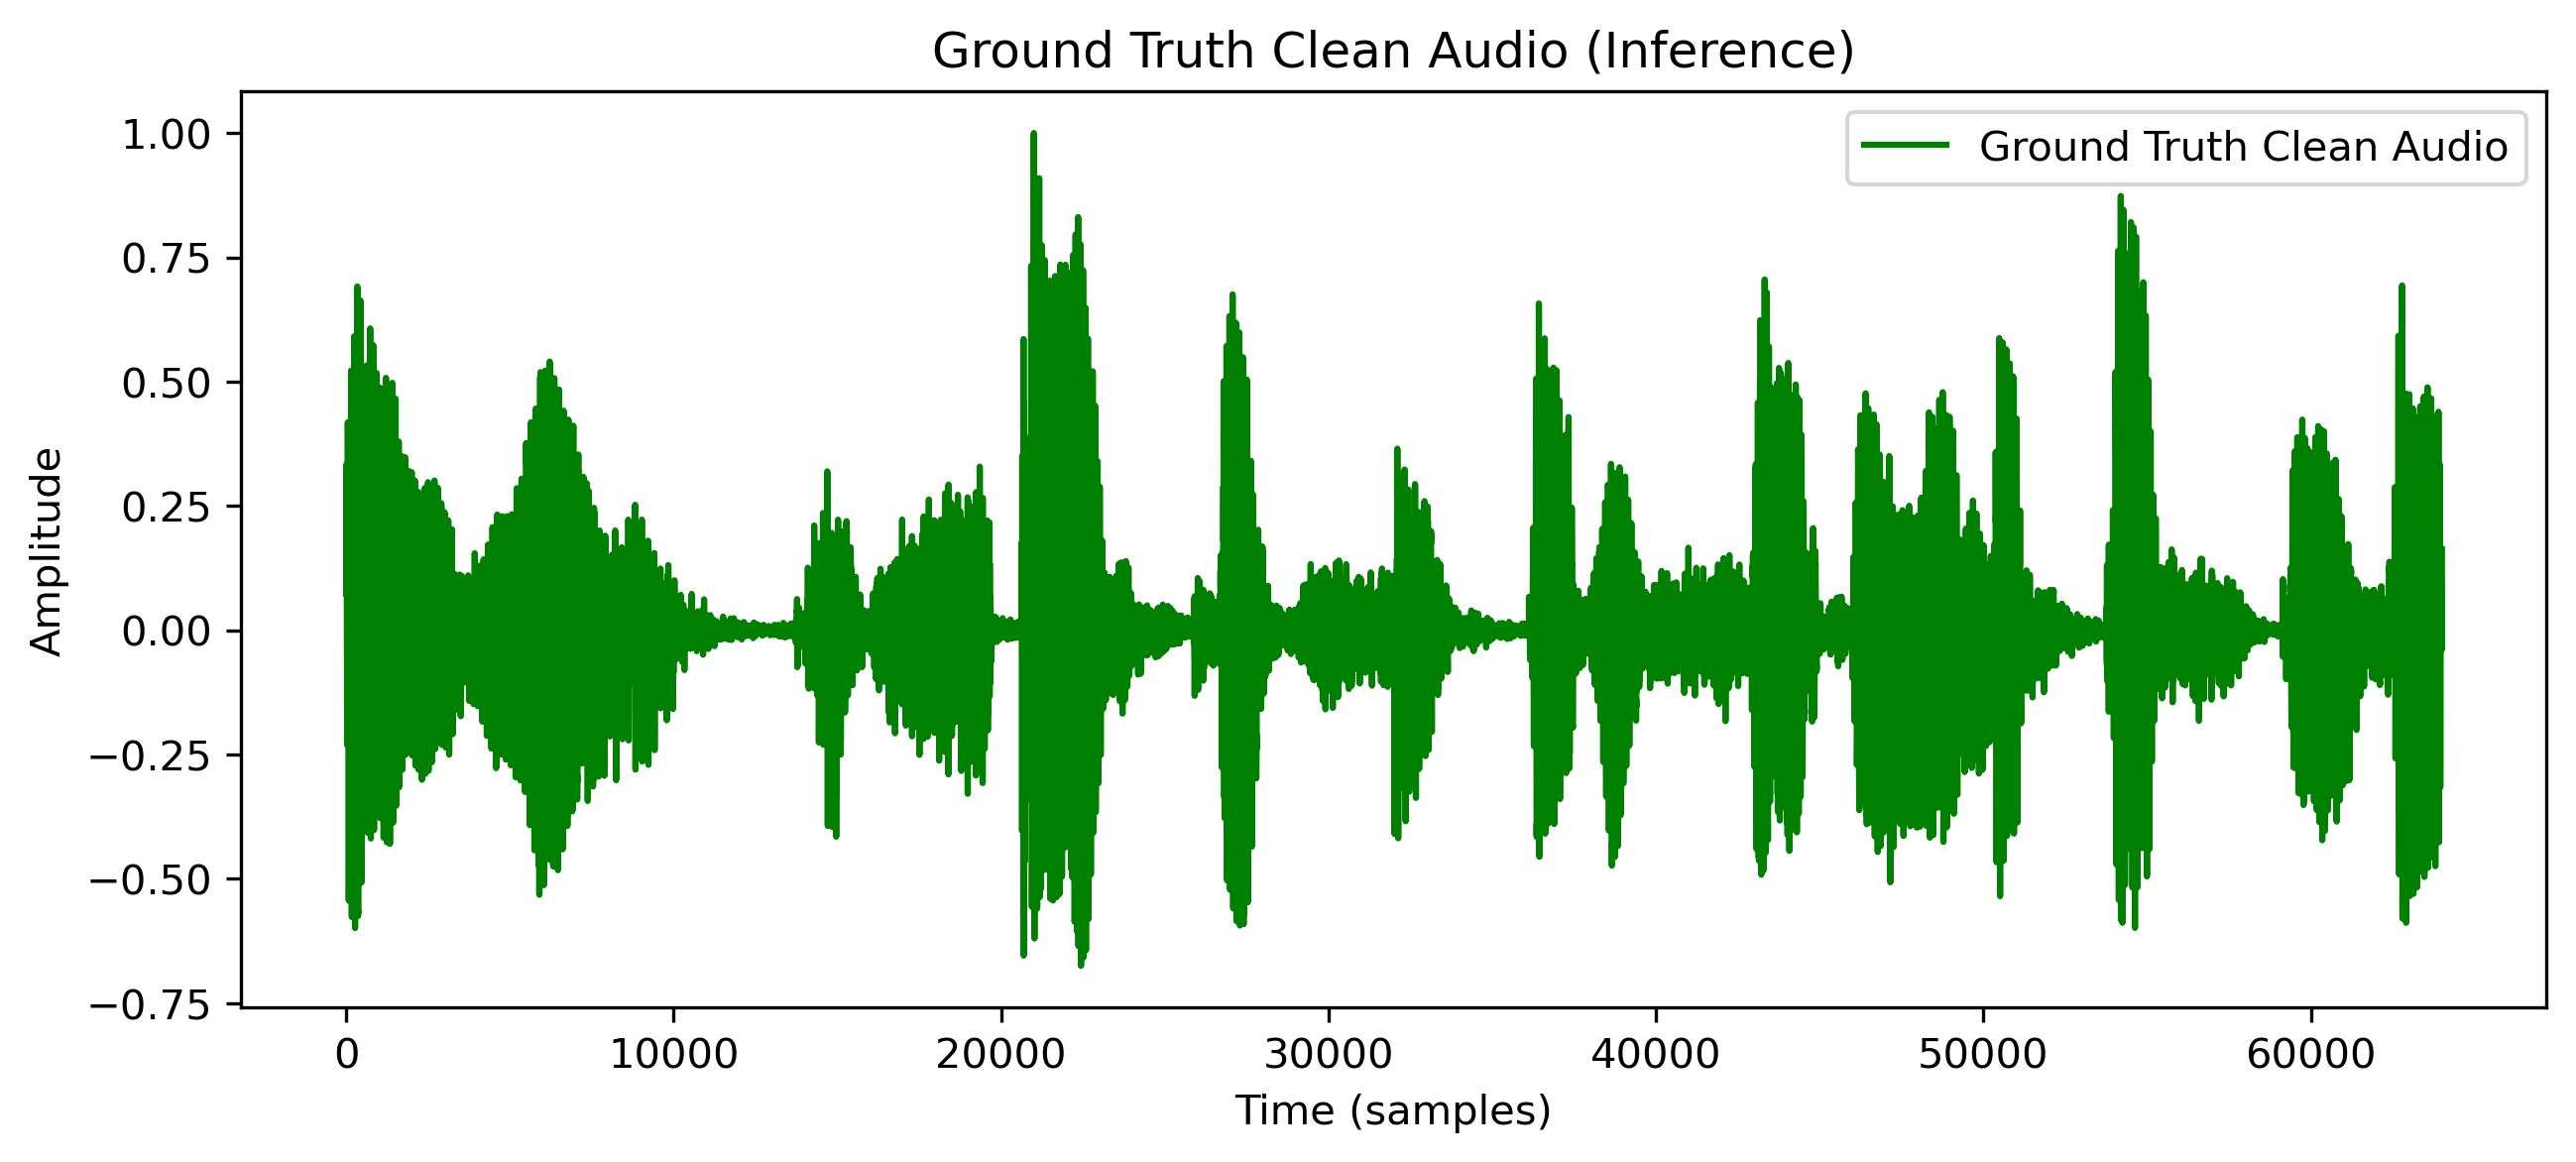 Ground Truth Clean Audio (Inference)
Ground Truth Clean Audio
1.00
0.75
0.50
0.25
0.00
−0.25
−0.50
−0.75
Amplitude
0 10000 20000 30000 40000 50000 60000
Time (samples)